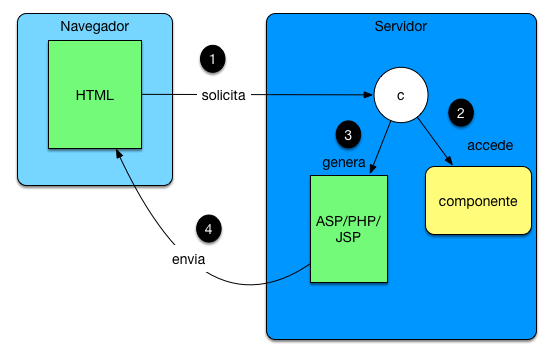 Navegador
Servidor
1
HTML
solicita
c
2
3
accede
genera
componente
ASP/PHP/
JSP
4
envia